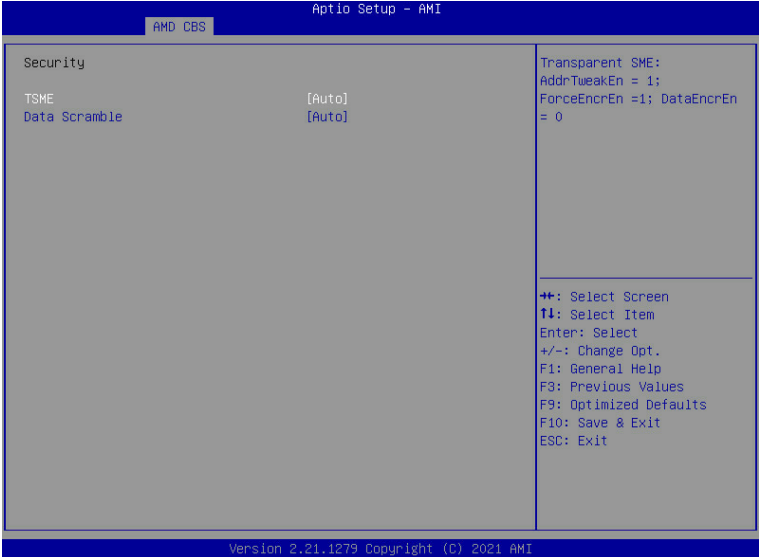 Aptio Setup – AMI
AMD CBS
Security
TSME [Auto]
Data Scramble [Auto]
Transparent SME:
AddrTweakEn = 1;
ForceEncrEn =1; DataEncrEn
= 0
→←: Select Screen
↑↓: Select Item
Enter: Select
+/-: Change Opt.
F1: General Help
F3: Previous Values
F9: Optimized Defaults
F10: Save & Exit
ESC: Exit
Version 2.21.1279 Copyright (C) 2021 AMI